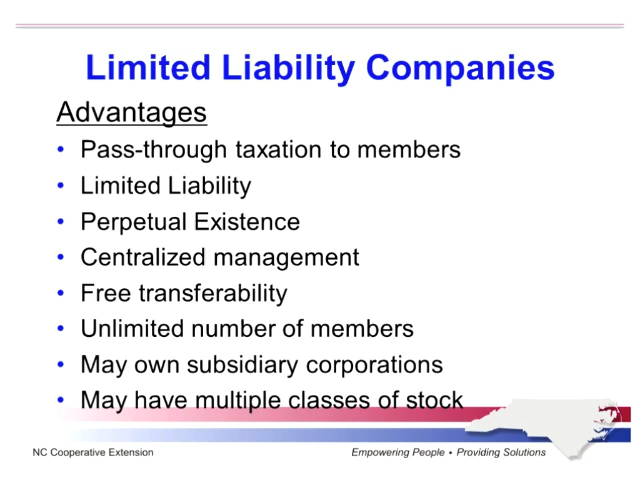 Limited Liability Companies
Advantages
• Pass-through taxation to members
• Limited Liability
• Perpetual Existence
• Centralized management
• Free transferability
• Unlimited number of members
• May own subsidiary corporations
• May have multiple classes of stock
NC Cooperative Extension
Empowering People • Providing Solutions